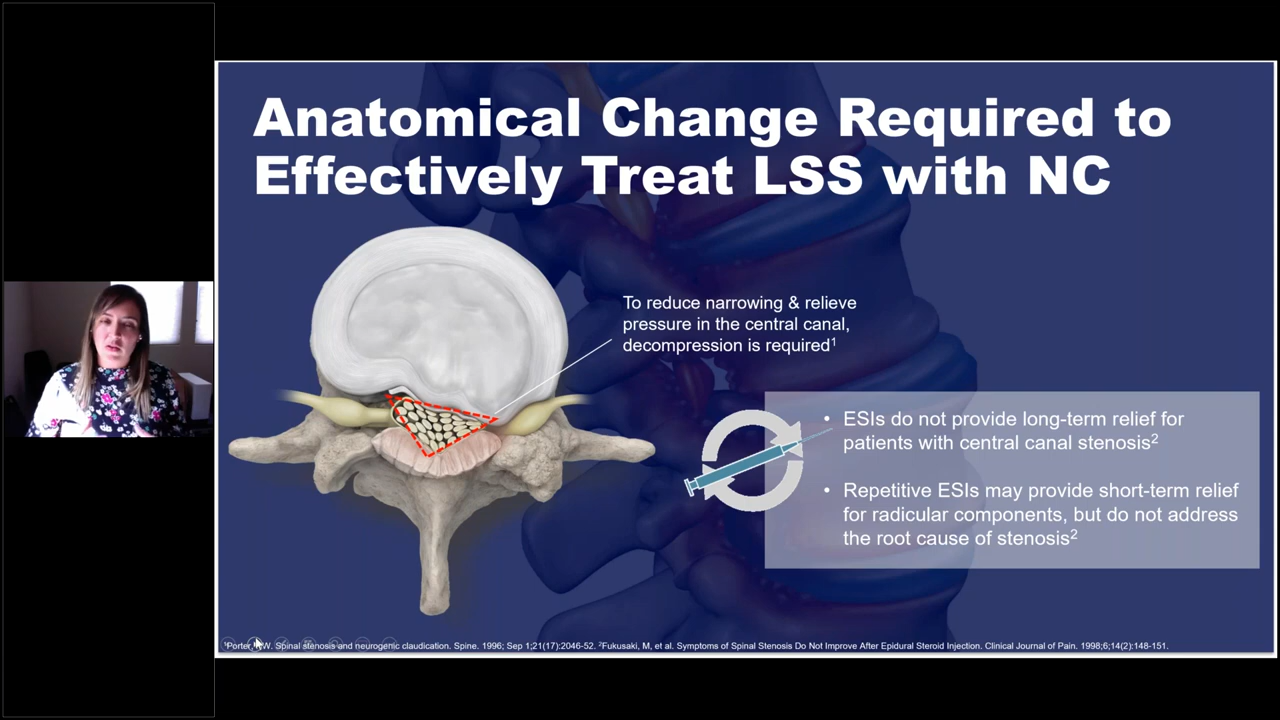 Anatomical Change Required to
Effectively Treat LSS with NC
To reduce narrowing & relieve
pressure in the central canal,
decompression is required1
• ESIs do not provide long-term relief for
patients with central canal stenosis2
• Repetitive ESIs may provide short-term relief
for radicular components, but do not address
the root cause of stenosis2
1Porter, RW. Spinal stenosis and neurogenic claudication. Spine. 1996; Sep 1;21(17):2046-52. 2Fukusaki, M, et al. Symptoms of Spinal Stenosis Do Not Improve After Epidural Steroid Injection. Clinical Journal of Pain. 1998;6;14(2):148-151.